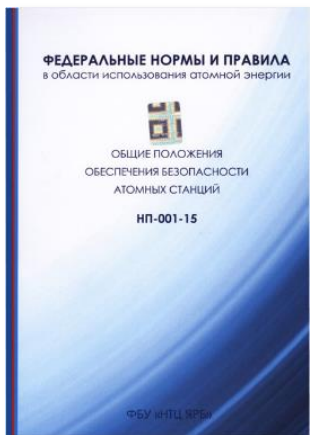 ФЕДЕРАЛЬНЫЕ НОРМЫ И ПРАВИЛА
в области использования атомной энергии
ОБЩИЕ ПОЛОЖЕНИЯ
ОБЕСПЕЧЕНИЯ БЕЗОПАСНОСТИ
АТОМНЫХ СТАНЦИЙ
НП-001-15
ФБУ «НТЦ ЯРБ»